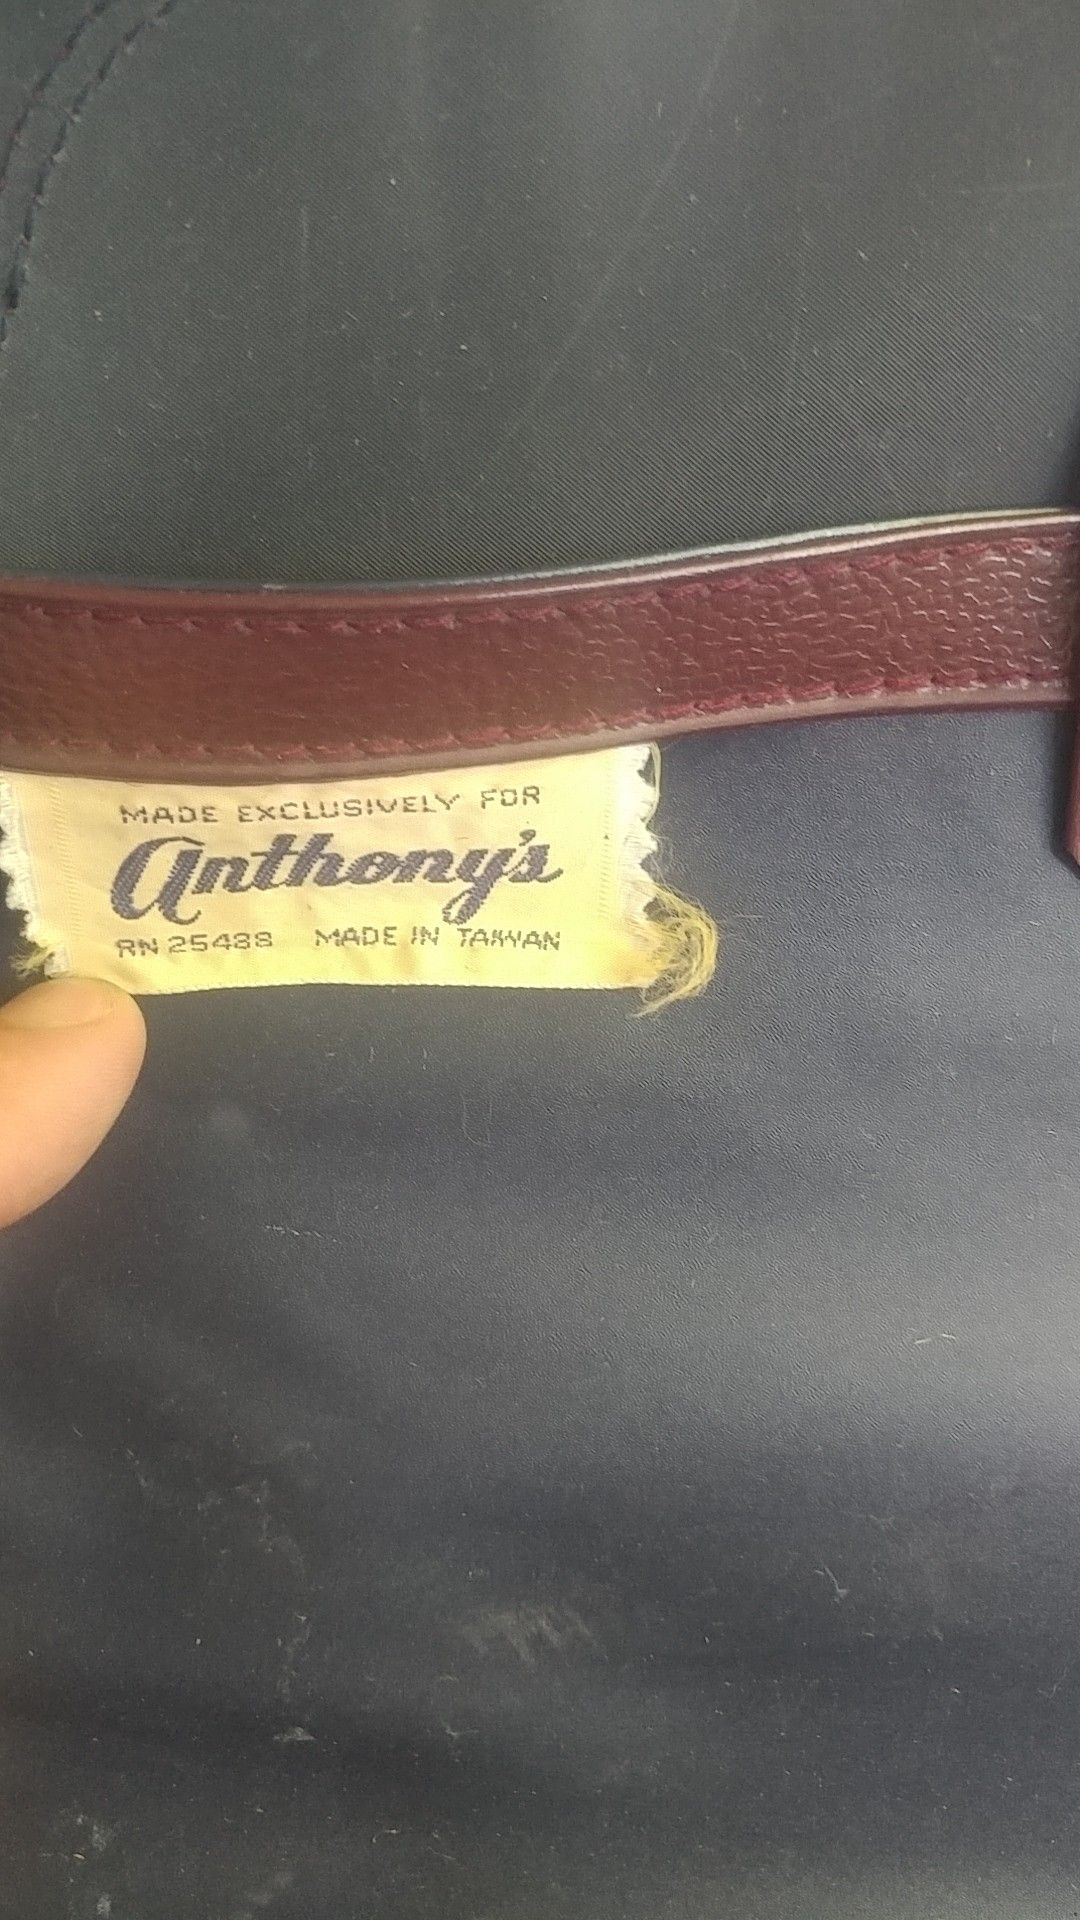 MADE EXCLUSIVELY FOR
Anthony's
RN 25488 MADE IN TAIWAN